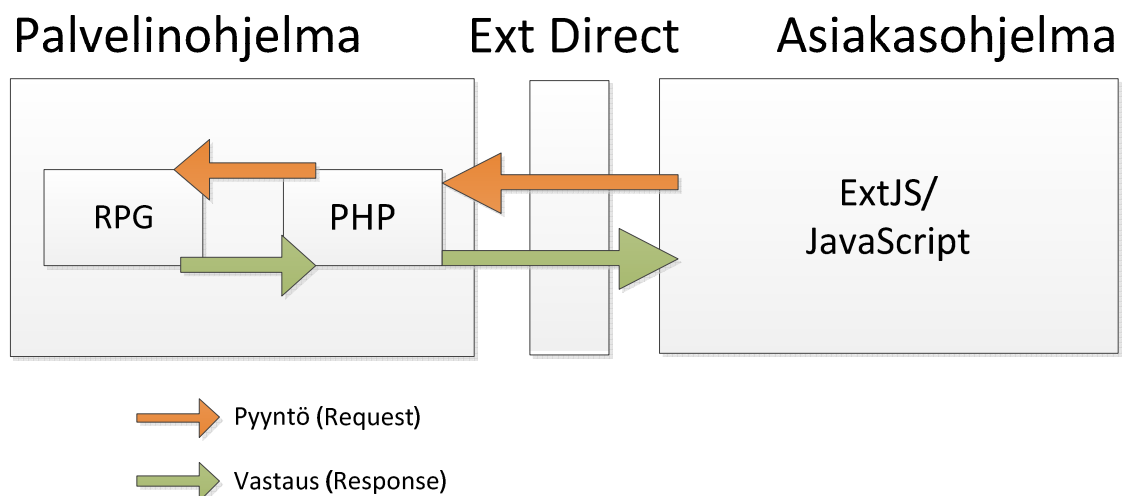 Palvelinohjelma
Ext Direct
Asiakasohjelma
RPG
PHP
ExtJS/
JavaScript
Pyyntö (Request)
Vastaus (Response)